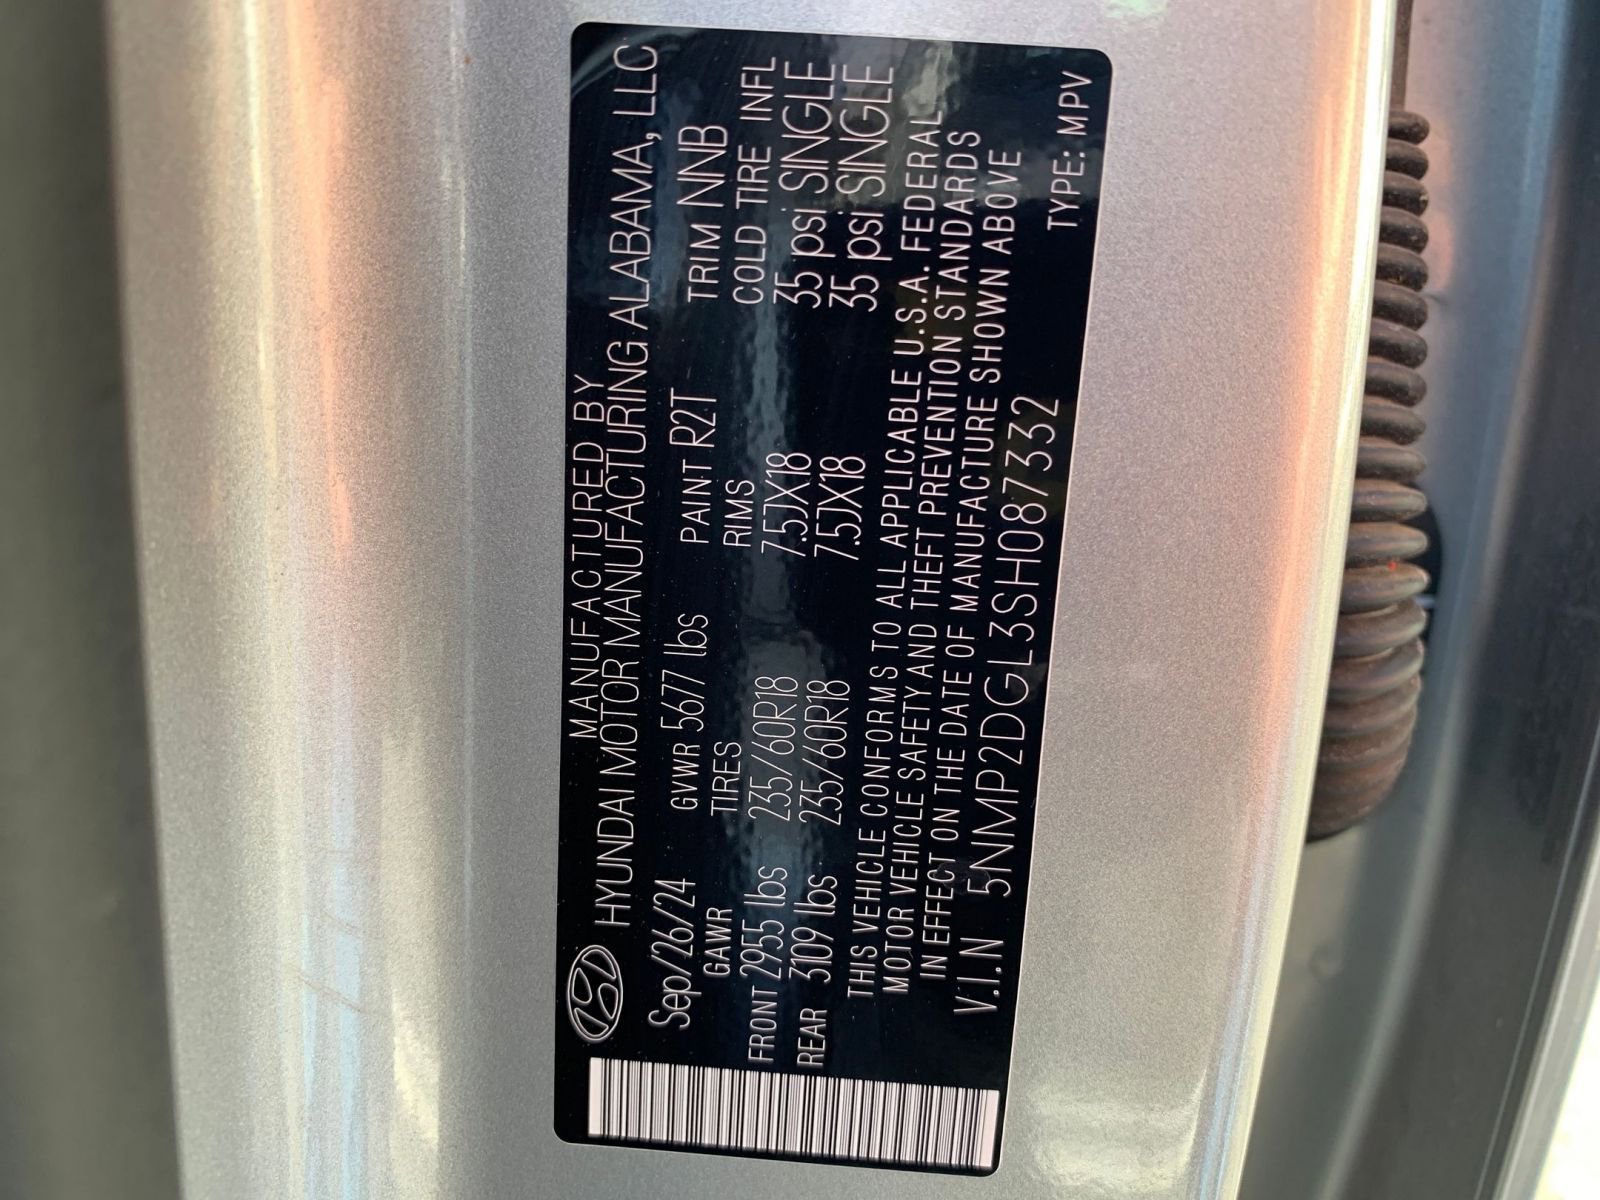 MANUFACTURED BY
HYUNDAI MOTOR MANUFACTURING ALABAMA, LLC
Sep/26/24 GVWR 5677 lbs PAINT R2T TRIM NNB
GAWR TIRES RIMS COLD TIRE INFL
FRONT 2955 lbs 235/60R18 7.5JX18 35 psi SINGLE
REAR 3109 lbs 235/60R18 7.5JX18 35 psi SINGLE
THIS VEHICLE CONFORMS TO ALL APPLICABLE U.S.A. FEDERAL
MOTOR VEHICLE SAFETY AND THEFT PREVENTION STANDARDS
IN EFFECT ON THE DATE OF MANUFACTURE SHOWN ABOVE
V.I.N 5NMP2DGL3SH087332 TYPE: MPV